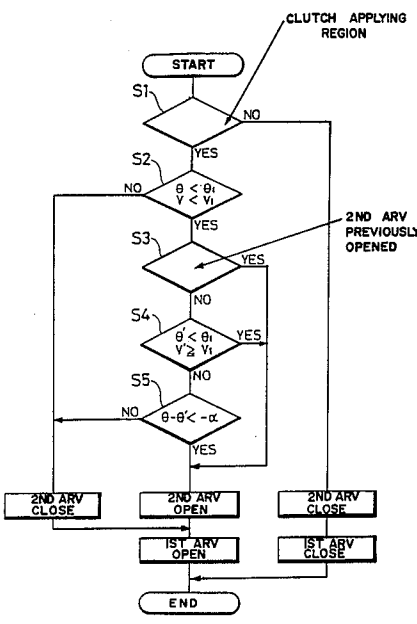 CLUTCH APPLYING
REGION
START
S1
NO
YES
S2
NO
θ < θ1
V < V1
YES
2ND ARV
PREVIOUSLY
OPENED
S3
YES
NO
S4
θ' < θ1
V' ≧ V1
YES
NO
S5
NO
θ-θ'< -α
YES
2ND ARV
CLOSE
2ND ARV
OPEN
2ND ARV
CLOSE
1ST ARV
OPEN
1ST ARV
CLOSE
END